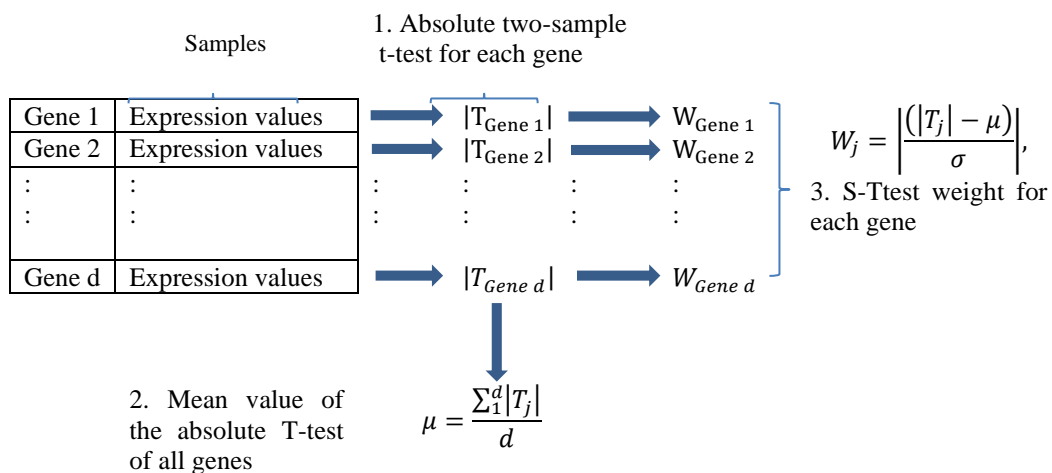 Samples
1. Absolute two-sample
t-test for each gene
Gene 1 Expression values |T_Gene 1| W_Gene 1
Gene 2 Expression values |T_Gene 2| W_Gene 2
: : : : : :
: : : : : :
Gene d Expression values |T_Gene d| W_Gene d
W_j = |(|T_j| − μ)/σ|,
3. S-Ttest weight for
each gene
2. Mean value of
the absolute T-test
of all genes
μ = ∑_1^d|T_j|/d